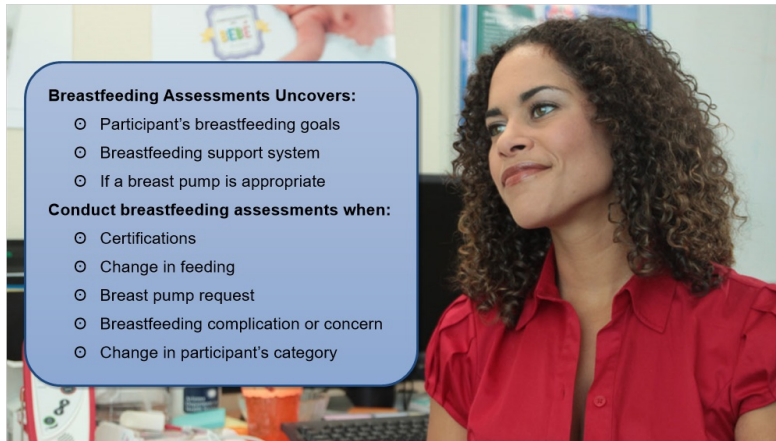 BEBÉ
Breastfeeding Assessments Uncovers:
Participant's breastfeeding goals
Breastfeeding support system
If a breast pump is appropriate
Conduct breastfeeding assessments when:
Certifications
Change in feeding
Breast pump request
Breastfeeding complication or concern
Change in participant's category